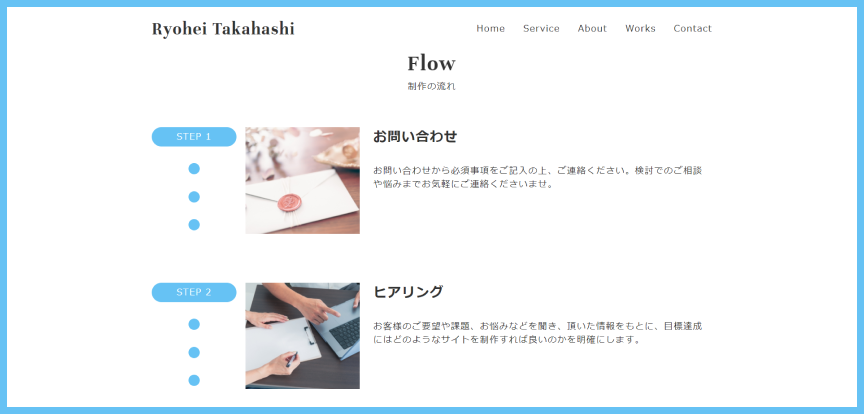 Ryohei Takahashi
Home Service About Works Contact
Flow
制作の流れ
STEP 1
お問い合わせ
お問い合わせから必須事項をご記入の上、ご連絡ください。検討でのご相談
や悩みまでお気軽にご連絡くださいませ。
STEP 2
ヒアリング
お客様のご要望や課題、お悩みなどを聞き、頂いた情報をもとに、目標達成
にはどのようなサイトを制作すれば良いのかを明確にします。